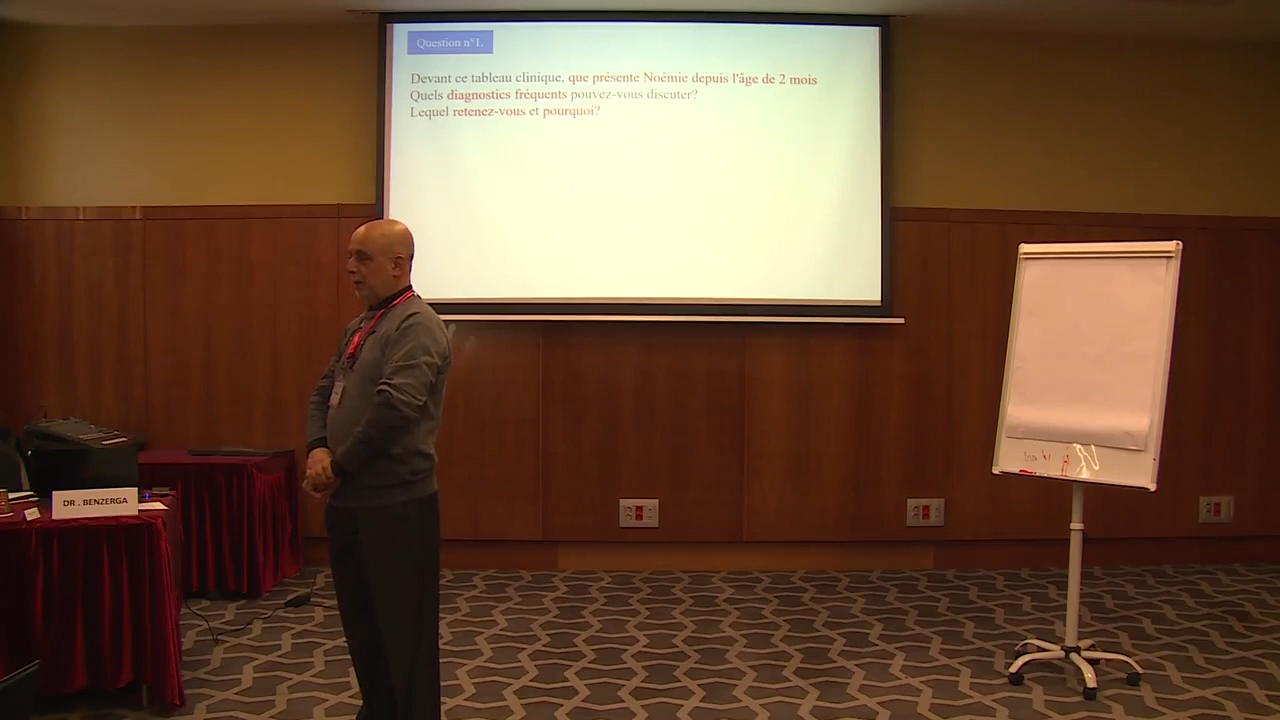 Question n°1.
Devant ce tableau clinique, que présente Noémie depuis l'âge de 2 mois
Quels diagnostics fréquents pouvez-vous discuter?
Lequel retenez-vous et pourquoi?
DR . BENZERGA